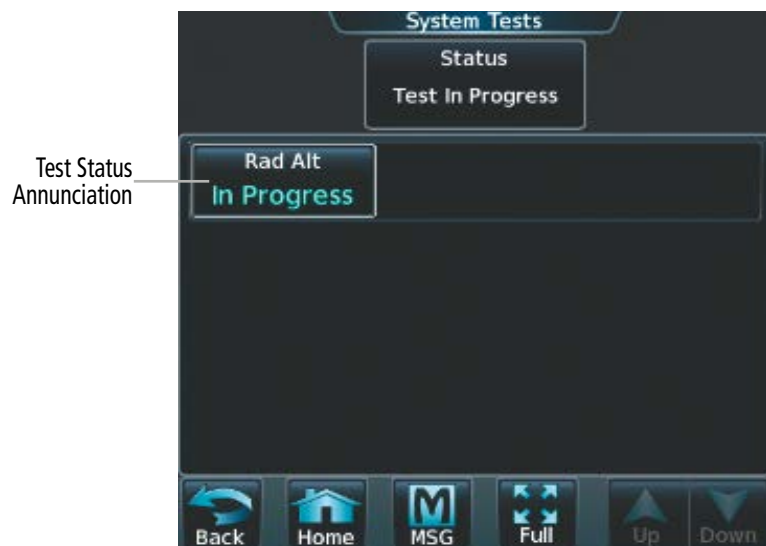 System Tests
Status
Test In Progress
Test Status
Annunciation
Rad Alt
In Progress
Back Home MSG Full Up Down